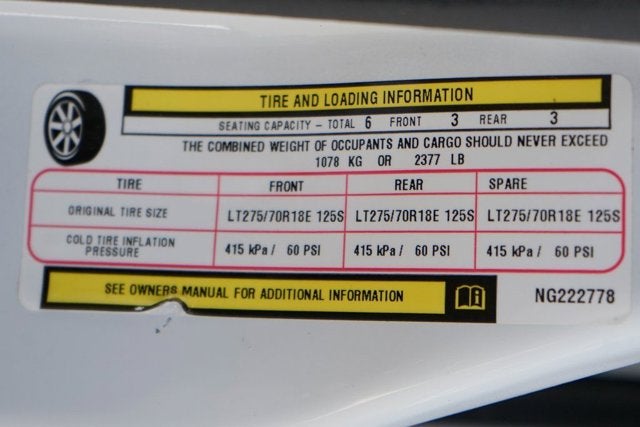 TIRE AND LOADING INFORMATION
SEATING CAPACITY – TOTAL 6 FRONT 3 REAR 3
THE COMBINED WEIGHT OF OCCUPANTS AND CARGO SHOULD NEVER EXCEED
1078 KG OR 2377 LB
TIRE FRONT REAR SPARE
ORIGINAL TIRE SIZE LT275/70R18E 125S LT275/70R18E 125S LT275/70R18E 125S
COLD TIRE INFLATION
PRESSURE 415 kPa / 60 PSI 415 kPa / 60 PSI 415 kPa / 60 PSI
SEE OWNERS MANUAL FOR ADDITIONAL INFORMATION
NG222778